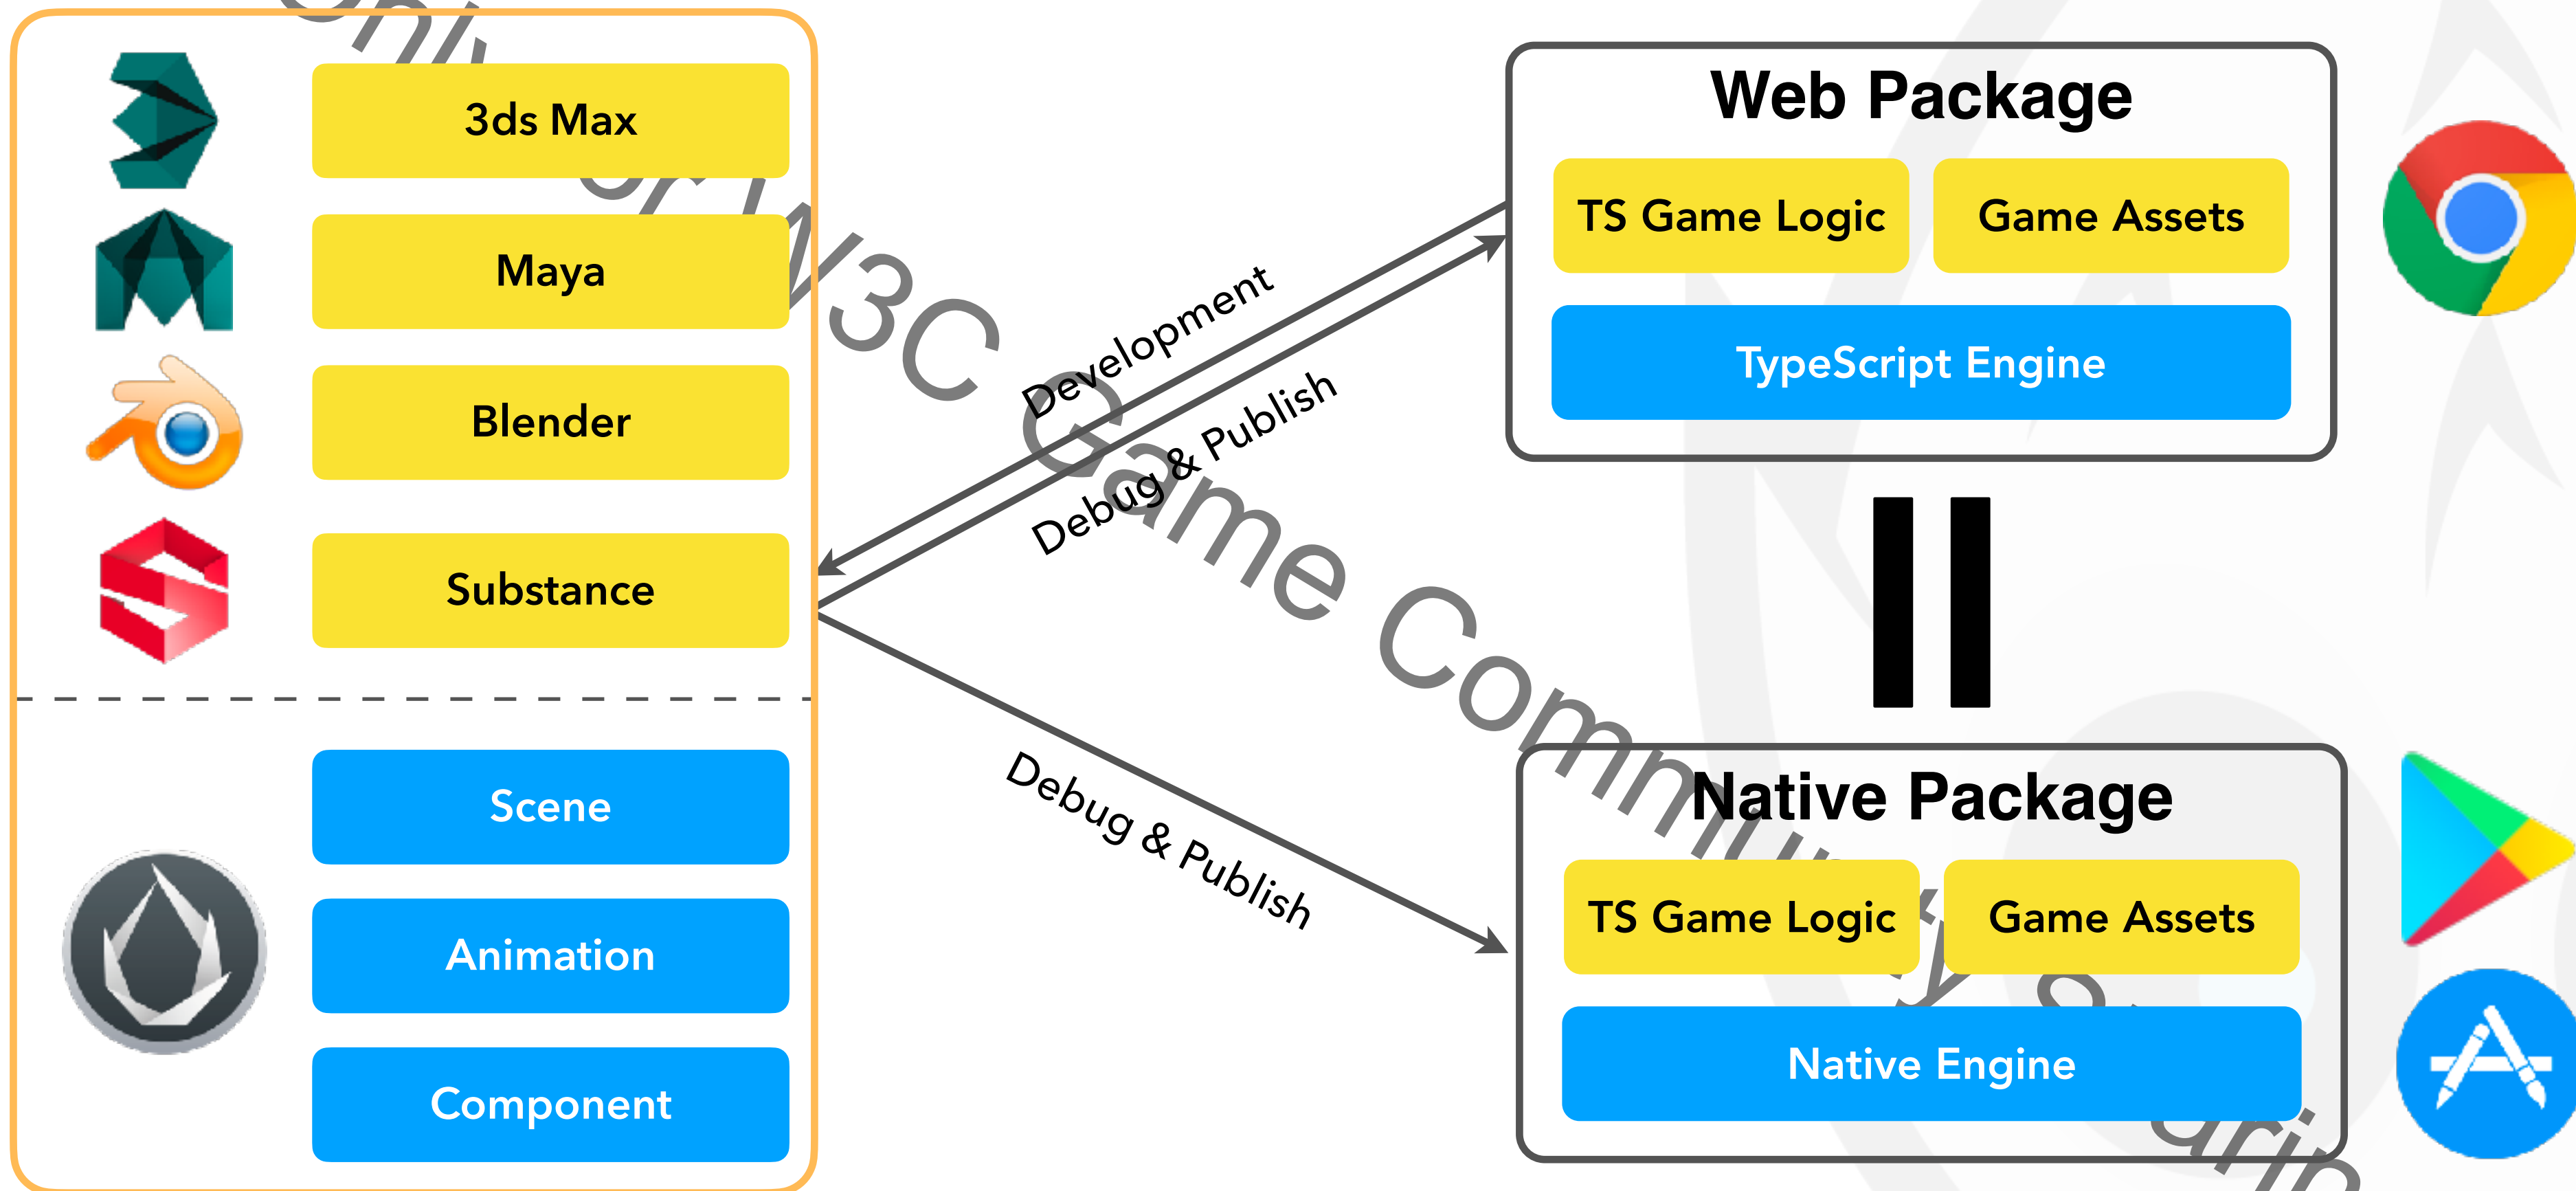 3ds Max
Maya
Blender
Substance
Scene
Animation
Component
Development
Debug & Publish
Debug & Publish
Web Package
TS Game Logic
Game Assets
TypeScript Engine
Native Package
TS Game Logic
Game Assets
Native Engine
W3C Game Community